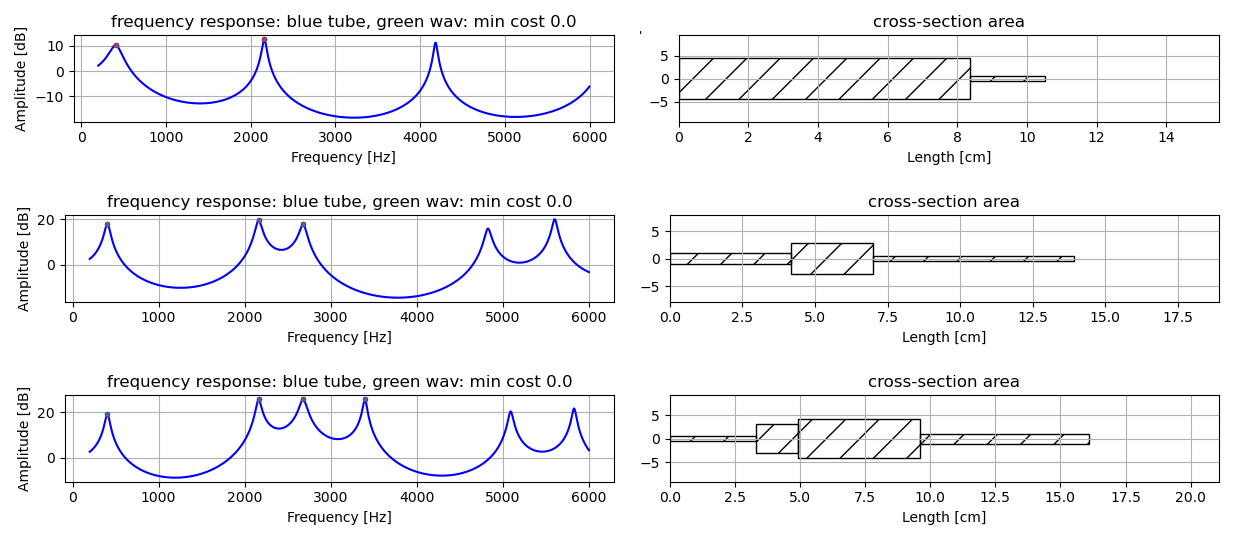 frequency response: blue tube, green wav: min cost 0.0
cross-section area
Amplitude [dB]
10
0
−10
5
0
−5
0 1000 2000 3000 4000 5000 6000
0 2 4 6 8 10 12 14
Frequency [Hz]
Length [cm]
frequency response: blue tube, green wav: min cost 0.0
cross-section area
Amplitude [dB]
20
0
5
0
−5
0 1000 2000 3000 4000 5000 6000
0.0 2.5 5.0 7.5 10.0 12.5 15.0 17.5
Frequency [Hz]
Length [cm]
frequency response: blue tube, green wav: min cost 0.0
cross-section area
Amplitude [dB]
20
0
5
0
−5
0 1000 2000 3000 4000 5000 6000
0.0 2.5 5.0 7.5 10.0 12.5 15.0 17.5 20.0
Frequency [Hz]
Length [cm]